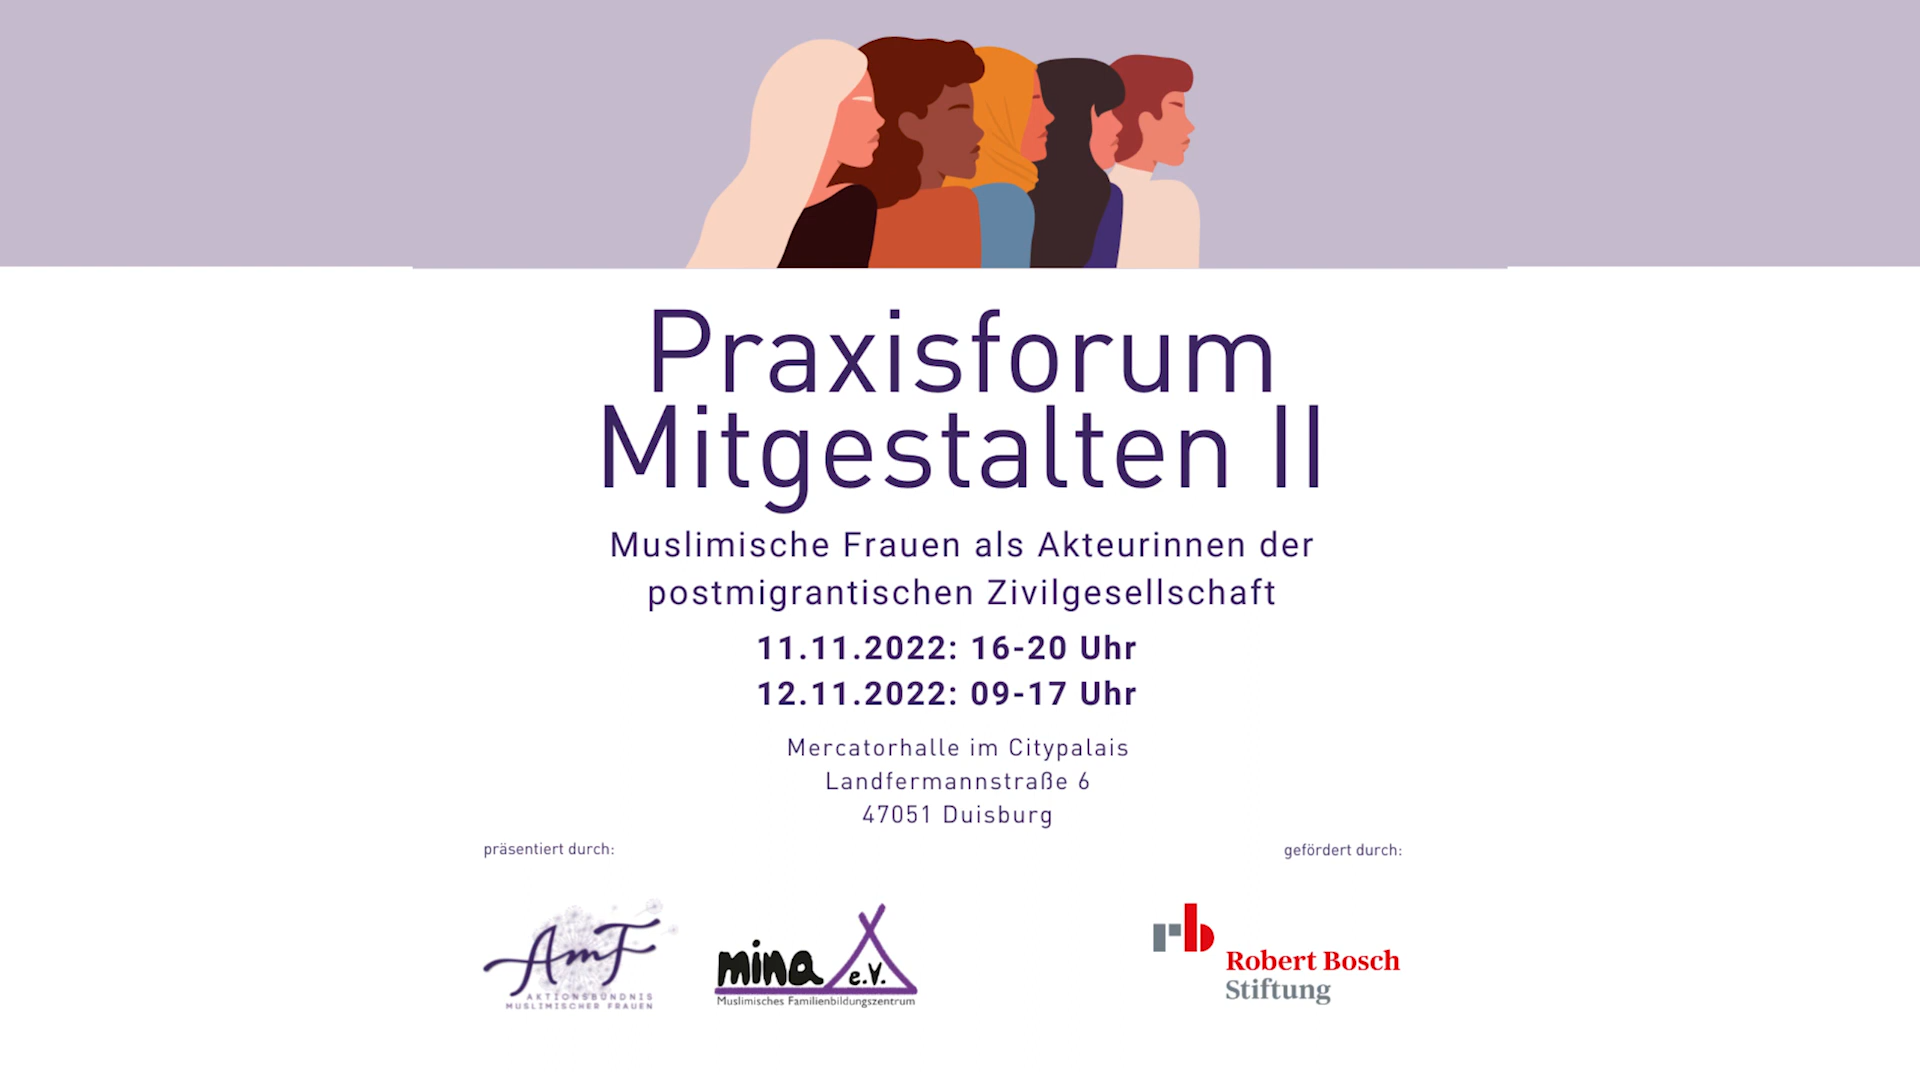 Praxisforum
Mitgestalten II
Muslimische Frauen als Akteurinnen der
postmigrantischen Zivilgesellschaft
11.11.2022: 16-20 Uhr
12.11.2022: 09-17 Uhr
Mercatorhalle im Citypalais
Landfermannstraße 6
47051 Duisburg
präsentiert durch:
gefördert durch:
AmF
AKTIONSBÜNDNIS
MUSLIMISCHER FRAUEN
mina e.V.
Muslimisches Familienbildungszentrum
rb
Robert Bosch
Stiftung